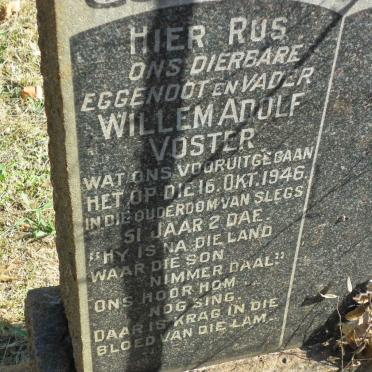 HIER RUS
ONS DIERBARE
EGGENOOT EN VADER
WILLEM ADOLF
VOSTER
WAT ONS VOORUITGEGAAN
HET OP DIE 16. OKT. 1946.
IN DIE OUDERDOM VAN SLEGS
51 JAAR 2 DAE.
"HY IS NA DIE LAND
WAAR DIE SON
NIMMER DAAL"
ONS HOOR HOM
NOG SING.
DAAR IS KRAG IN DIE
BLOED VAN DIE LAM.